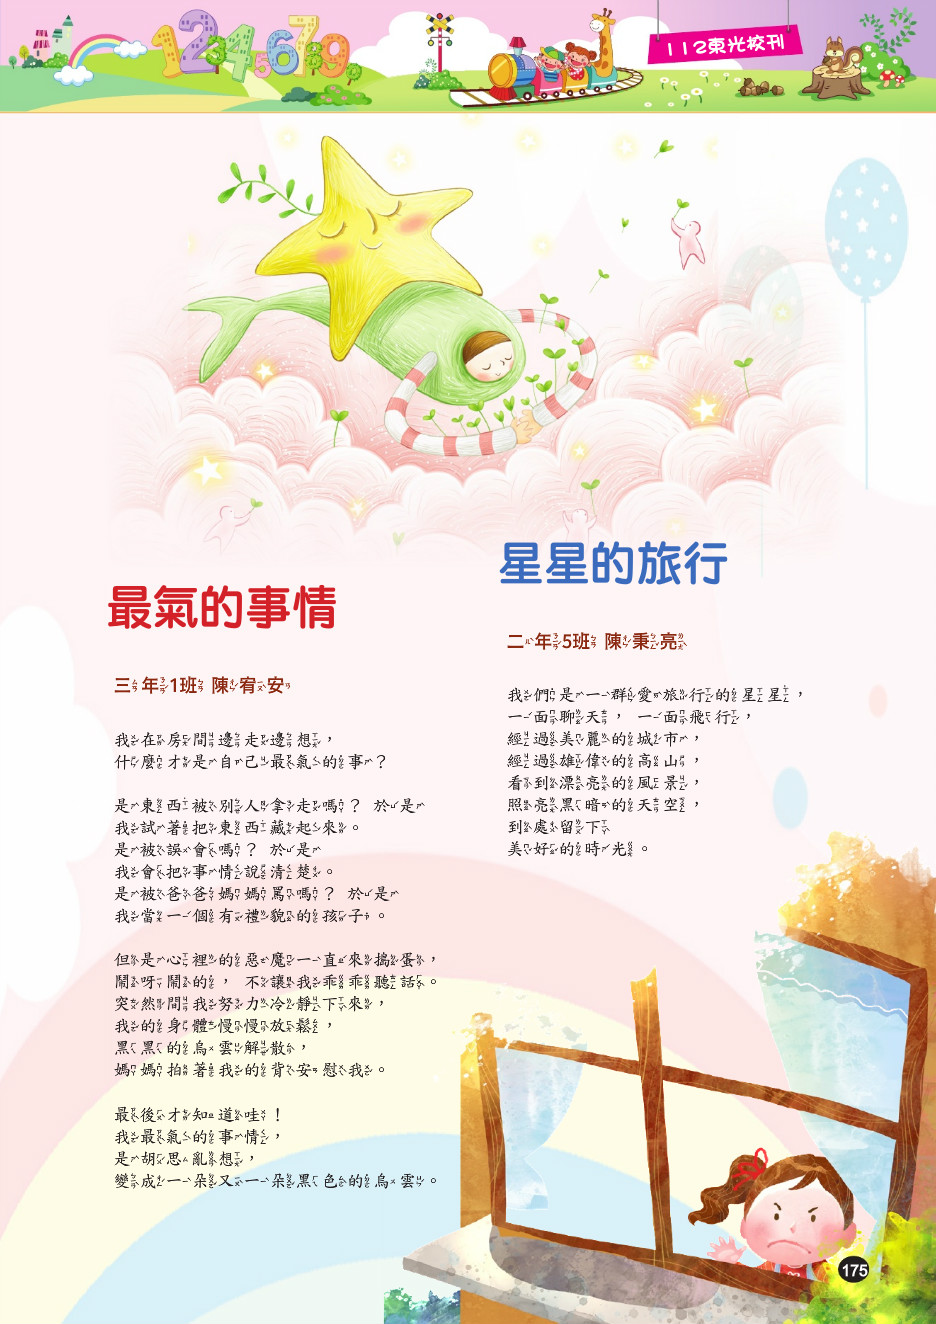 1245679
112東光校刊
最氣的事情
三年1班 陳宥安
我在房間邊走邊想，
什麼才是自己最氣的事？
是東西被別人拿走嗎？ 於是
我試著把東西藏起來。
是被誤會嗎？ 於是
我會把事情說清楚。
是被爸爸媽媽罵嗎？ 於是
我當一個有禮貌的孩子。
但是心裡的惡魔一直來搗蛋，
鬧呀鬧的， 不讓我乖乖聽話。
突然間我努力冷靜下來，
我的身體慢慢放鬆，
黑黑的烏雲解散，
媽媽拍著我的背安慰我。
最後才知道哇！
我最氣的事情，
是胡思亂想，
變成一朵又一朵黑色的烏雲。
星星的旅行
二年5班 陳秉亮
我們是一群愛旅行的星星，
一面聊天， 一面飛行，
經過美麗的城市，
經過雄偉的高山，
看到漂亮的風景，
照亮黑暗的天空，
到處留下
美好的時光。
175